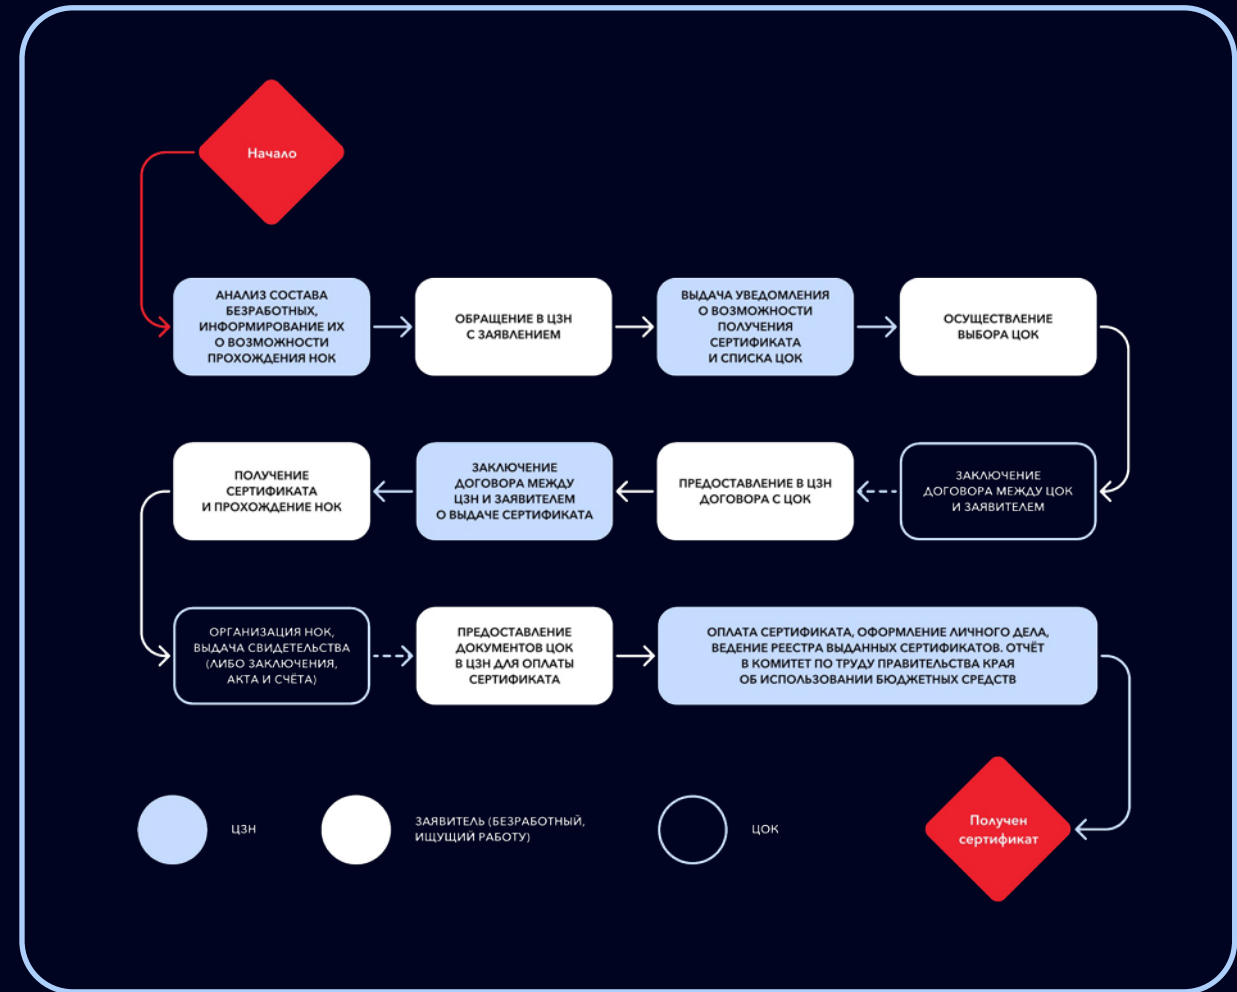 Начало
АНАЛИЗ СОСТАВА
БЕЗРАБОТНЫХ,
ИНФОРМИРОВАНИЕ ИХ
О ВОЗМОЖНОСТИ
ПРОХОЖДЕНИЯ НОК
ОБРАЩЕНИЕ В ЦЗН
С ЗАЯВЛЕНИЕМ
ВЫДАЧА УВЕДОМЛЕНИЯ
О ВОЗМОЖНОСТИ
ПОЛУЧЕНИЯ
СЕРТИФИКАТА
И СПИСКА ЦОК
ОСУЩЕСТВЛЕНИЕ
ВЫБОРА ЦОК
ЗАКЛЮЧЕНИЕ
ДОГОВОРА МЕЖДУ ЦОК
И ЗАЯВИТЕЛЕМ
ПРЕДОСТАВЛЕНИЕ В ЦЗН
ДОГОВОРА С ЦОК
ЗАКЛЮЧЕНИЕ
ДОГОВОРА МЕЖДУ
ЦЗН И ЗАЯВИТЕЛЕМ
О ВЫДАЧЕ СЕРТИФИКАТА
ПОЛУЧЕНИЕ
СЕРТИФИКАТА
И ПРОХОЖДЕНИЕ НОК
ОРГАНИЗАЦИЯ НОК,
ВЫДАЧА СВИДЕТЕЛЬСТВА
(ЛИБО ЗАКЛЮЧЕНИЯ,
АКТА И СЧЁТА)
ПРЕДОСТАВЛЕНИЕ
ДОКУМЕНТОВ ЦОК
В ЦЗН ДЛЯ ОПЛАТЫ
СЕРТИФИКАТА
ОПЛАТА СЕРТИФИКАТА, ОФОРМЛЕНИЕ ЛИЧНОГО ДЕЛА,
ВЕДЕНИЕ РЕЕСТРА ВЫДАННЫХ СЕРТИФИКАТОВ. ОТЧЁТ
В КОМИТЕТ ПО ТРУДУ ПРАВИТЕЛЬСТВА КРАЯ
ОБ ИСПОЛЬЗОВАНИИ БЮДЖЕТНЫХ СРЕДСТВ
Получен
сертификат
ЦЗН
ЗАЯВИТЕЛЬ (БЕЗРАБОТНЫЙ,
ИЩУЩИЙ РАБОТУ)
ЦОК